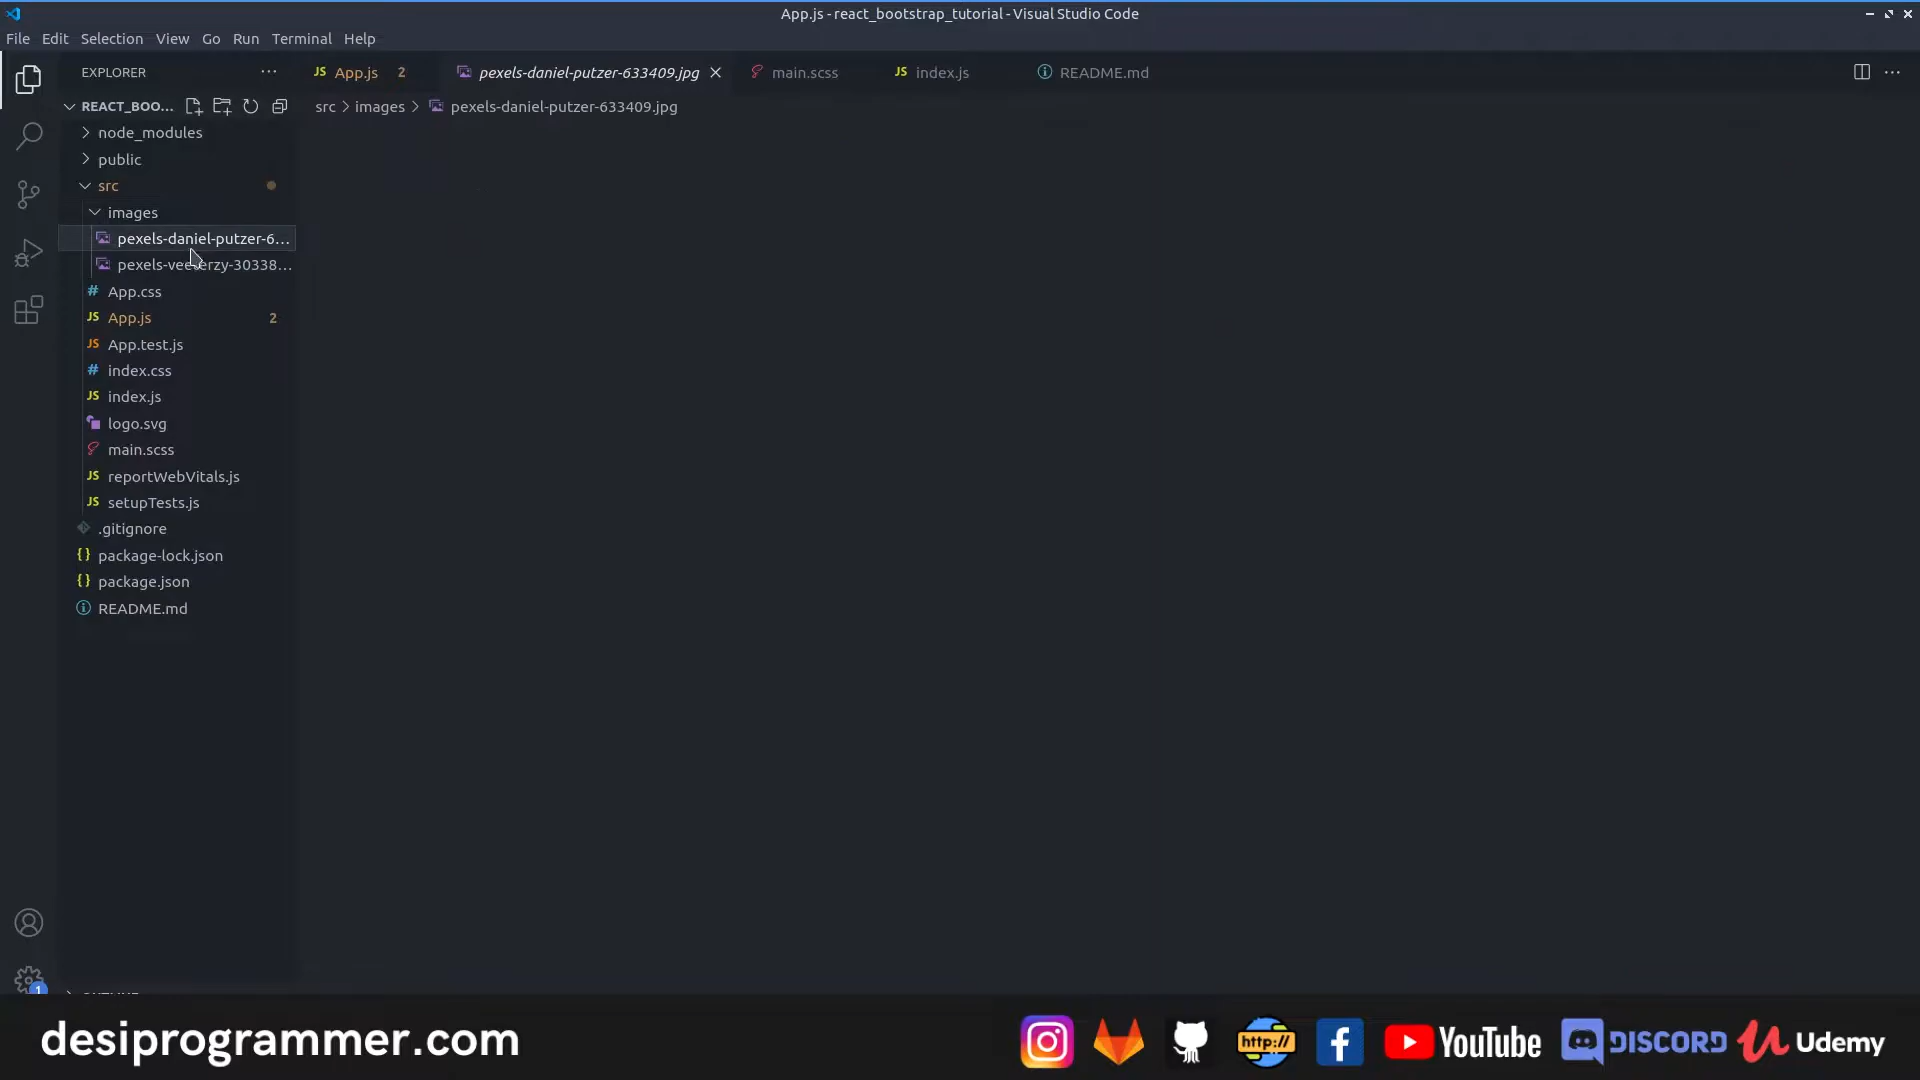 App.js - react_bootstrap_tutorial - Visual Studio Code
File Edit Selection View Go Run Terminal Help
EXPLORER
JS App.js 2
pexels-daniel-putzer-633409.jpg
main.scss
JS index.js
README.md
REACT_BOO...
src > images > pexels-daniel-putzer-633409.jpg
node_modules
public
src
images
pexels-daniel-putzer-6...
# App.css
JS App.js 2
JS App.test.js
# index.css
JS index.js
logo.svg
main.scss
JS reportWebVitals.js
JS setupTests.js
.gitignore
{} package-lock.json
{} package.json
README.md
1
desiprogrammer.com
http://
YouTube
DISCORD
Udemy